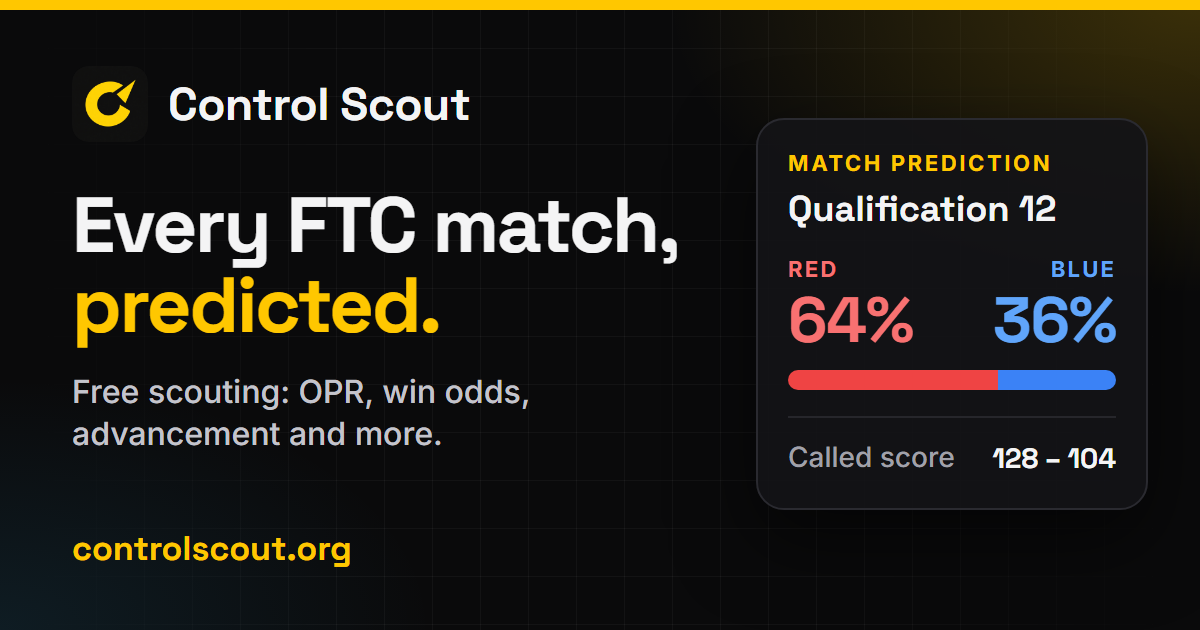 Control Scout
Every FTC match,
predicted.
Free scouting: OPR, win odds,
advancement and more.
controlscout.org
MATCH PREDICTION
Qualification 12
RED BLUE
64% 36%
Called score 128 – 104